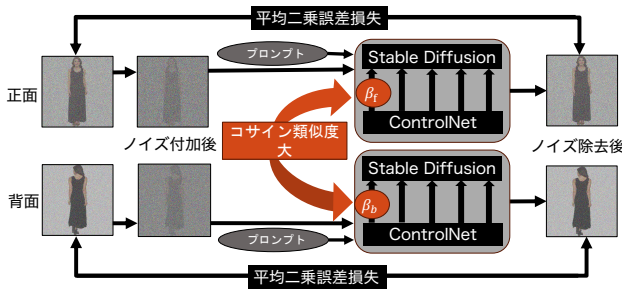 平均二乗誤差損失
プロンプト
Stable Diffusion
正面
βf
ControlNet
ノイズ付加後
コサイン類似度
大
ノイズ除去後
Stable Diffusion
背面
βb
ControlNet
プロンプト
平均二乗誤差損失